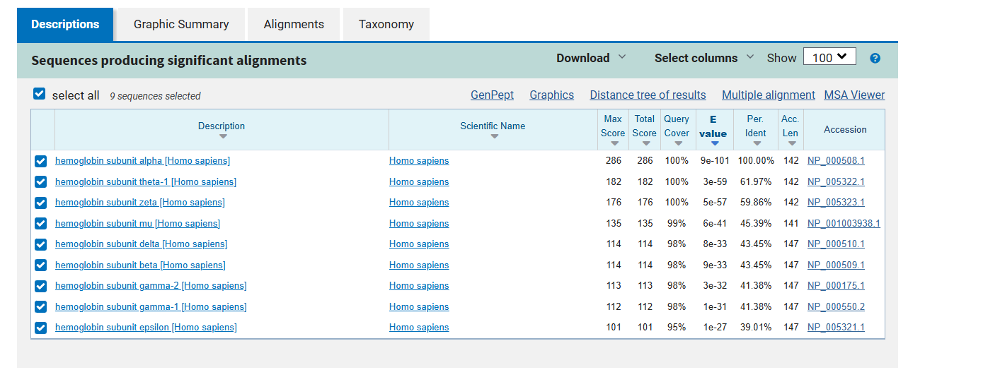 Descriptions Graphic Summary Alignments Taxonomy
Sequences producing significant alignments Download Select columns Show 100 ?
select all 9 sequences selected GenPept Graphics Distance tree of results Multiple alignment MSA Viewer
Description Scientific Name Max Score Total Score Query Cover E value Per. Ident Acc. Len Accession
hemoglobin subunit alpha [Homo sapiens] Homo sapiens 286 286 100% 9e-101 100.00% 142 NP_000508.1
hemoglobin subunit theta-1 [Homo sapiens] Homo sapiens 182 182 100% 3e-59 61.97% 142 NP_005322.1
hemoglobin subunit zeta [Homo sapiens] Homo sapiens 176 176 100% 5e-57 59.86% 142 NP_005323.1
hemoglobin subunit mu [Homo sapiens] Homo sapiens 135 135 99% 6e-41 45.39% 141 NP_001003938.1
hemoglobin subunit delta [Homo sapiens] Homo sapiens 114 114 98% 8e-33 43.45% 147 NP_000510.1
hemoglobin subunit beta [Homo sapiens] Homo sapiens 114 114 98% 9e-33 43.45% 147 NP_000509.1
hemoglobin subunit gamma-2 [Homo sapiens] Homo sapiens 113 113 98% 3e-32 41.38% 147 NP_000175.1
hemoglobin subunit gamma-1 [Homo sapiens] Homo sapiens 112 112 98% 1e-31 41.38% 147 NP_000550.2
hemoglobin subunit epsilon [Homo sapiens] Homo sapiens 101 101 95% 1e-27 39.01% 147 NP_005321.1